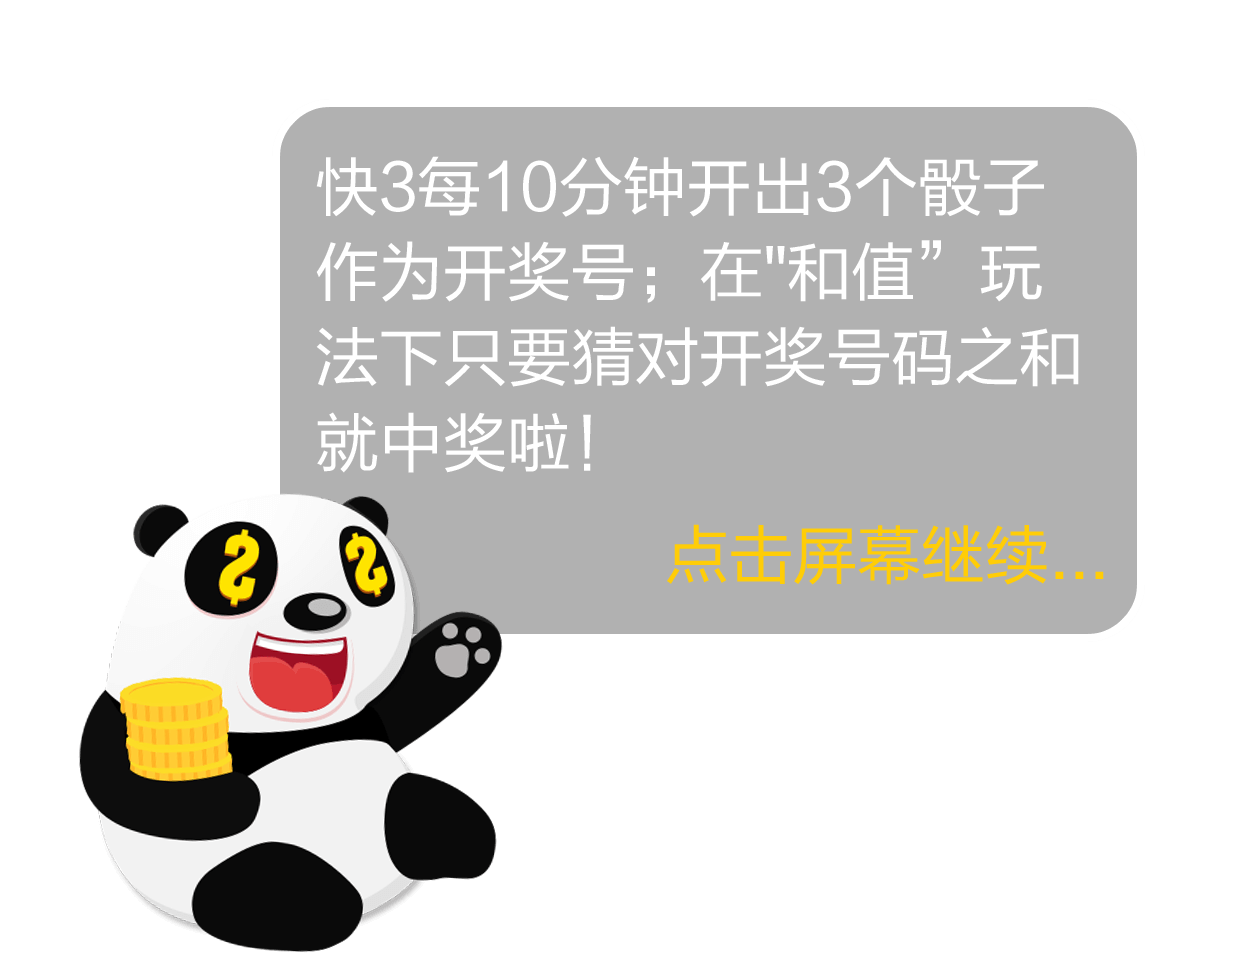 快3每10分钟开出3个骰子
作为开奖号；在"和值”玩
法下只要猜对开奖号码之和
就中奖啦！
点击屏幕继续...